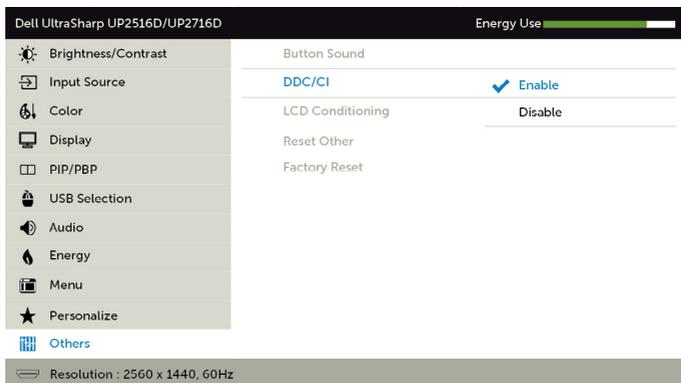 Dell UltraSharp UP2516D/UP2716D Energy Use
Brightness/Contrast Button Sound
Input Source DDC/CI Enable
Color LCD Conditioning Disable
Display Reset Other
PIP/PBP Factory Reset
USB Selection
Audio
Energy
Menu
Personalize
Others
Resolution : 2560 x 1440, 60Hz